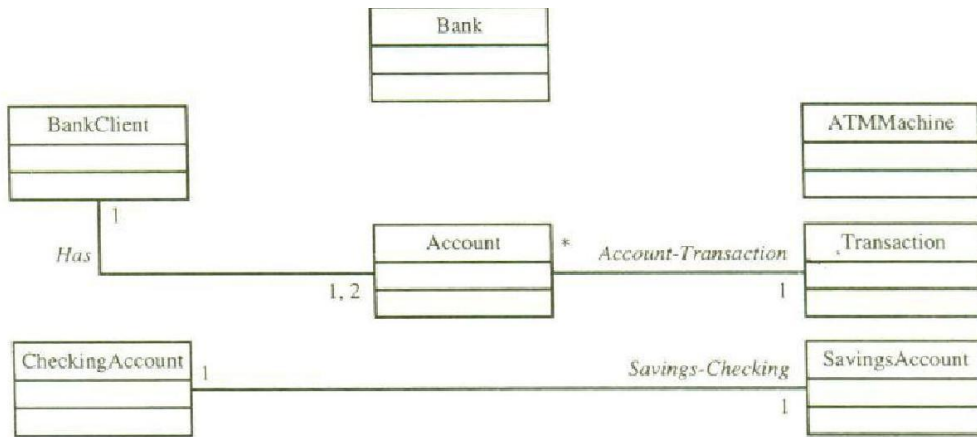 Bank
BankClient
ATMMachine
1
Has
Account
*
Account-Transaction
Transaction
1, 2
1
CheckingAccount
1
Savings-Checking
SavingsAccount
1